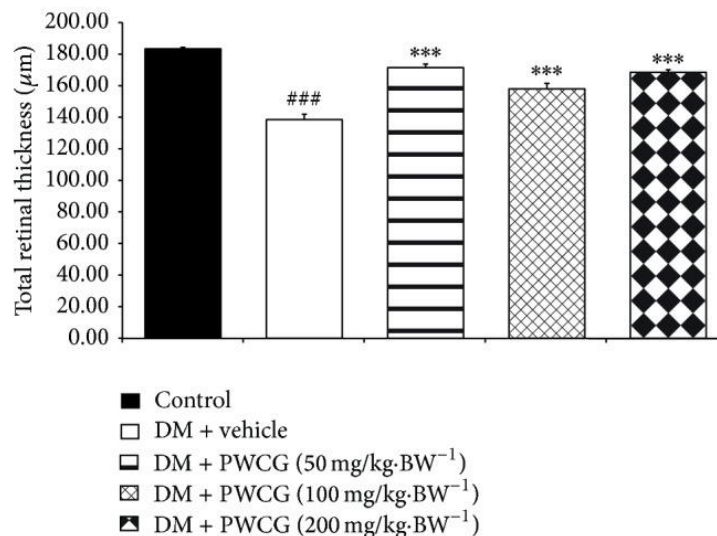 Total retinal thickness (μm)
200.00
180.00
160.00
140.00
120.00
100.00
80.00
60.00
40.00
20.00
0.00
###
***
***
***
Control
DM + vehicle
DM + PWCG (50 mg/kg·BW⁻¹)
DM + PWCG (100 mg/kg·BW⁻¹)
DM + PWCG (200 mg/kg·BW⁻¹)